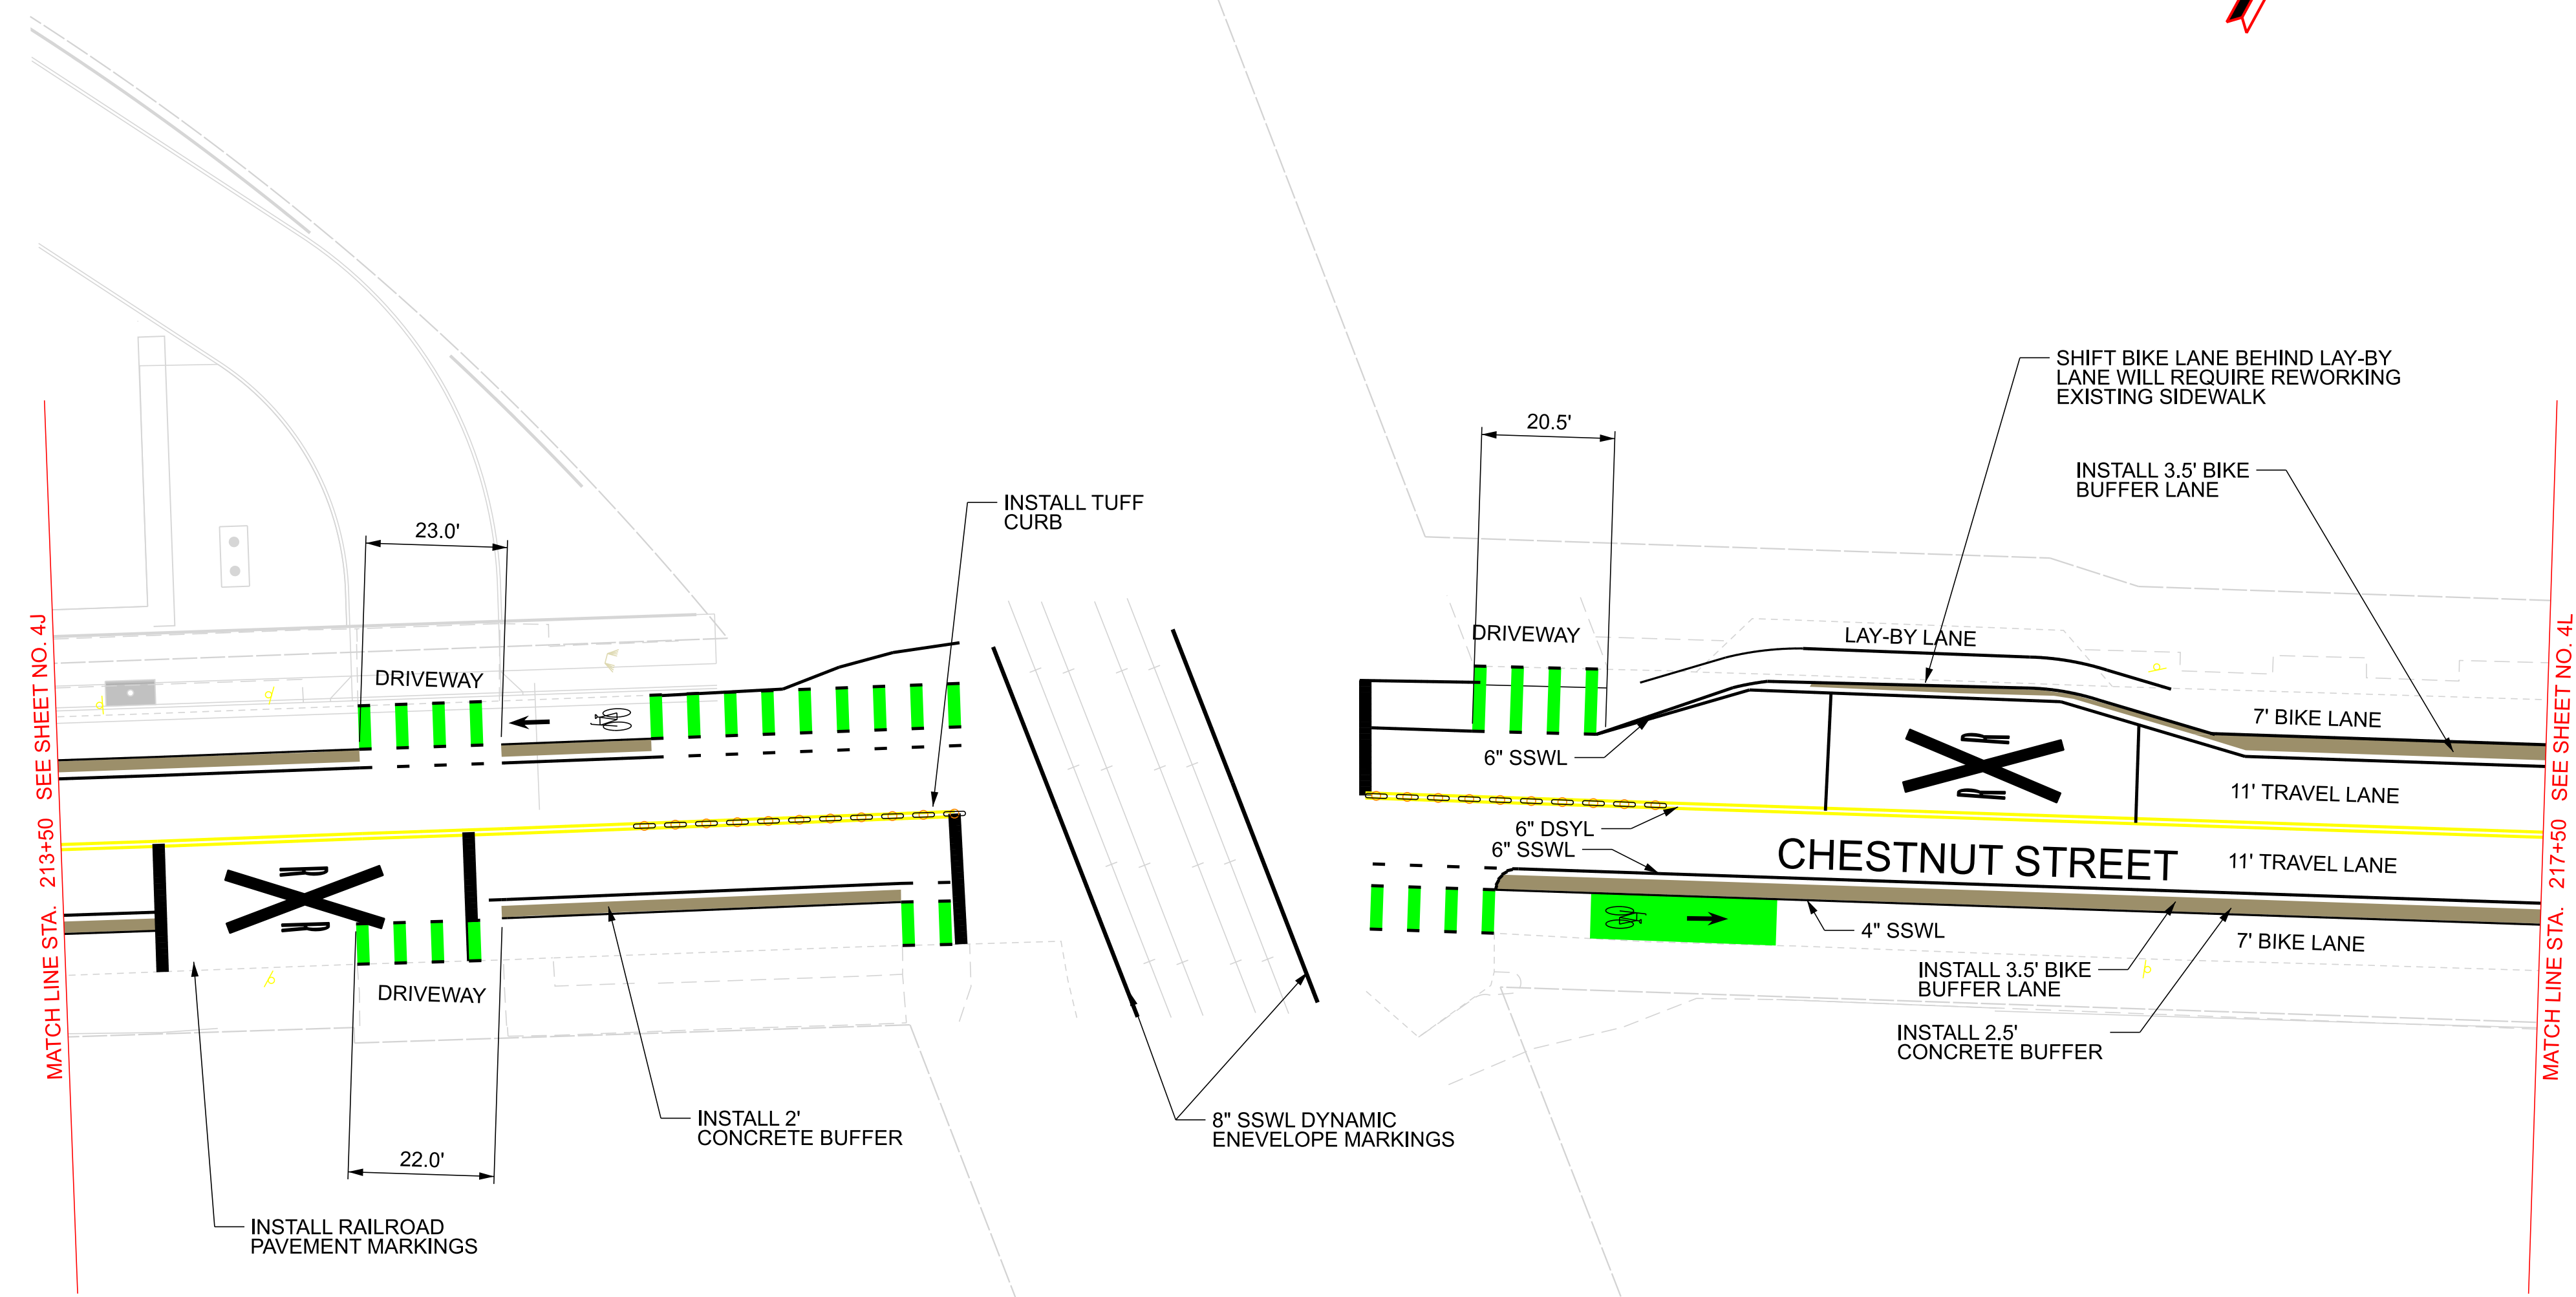 SHIFT BIKE LANE BEHIND LAY-BY
LANE WILL REQUIRE REWORKING
EXISTING SIDEWALK
20.5'
INSTALL 3.5' BIKE
BUFFER LANE
INSTALL TUFF
CURB
23.0'
DRIVEWAY
LAY-BY LANE
DRIVEWAY
7' BIKE LANE
6" SSWL
11' TRAVEL LANE
6" DSYL
6" SSWL
CHESTNUT STREET
11' TRAVEL LANE
R
R
R
R
4" SSWL
7' BIKE LANE
INSTALL 3.5' BIKE
BUFFER LANE
DRIVEWAY
INSTALL 2.5'
CONCRETE BUFFER
INSTALL 2'
CONCRETE BUFFER
8" SSWL DYNAMIC
ENEVELOPE MARKINGS
22.0'
INSTALL RAILROAD
PAVEMENT MARKINGS
MATCH LINE STA. 213+50 SEE SHEET NO. 4J
MATCH LINE STA. 217+50 SEE SHEET NO. 4L